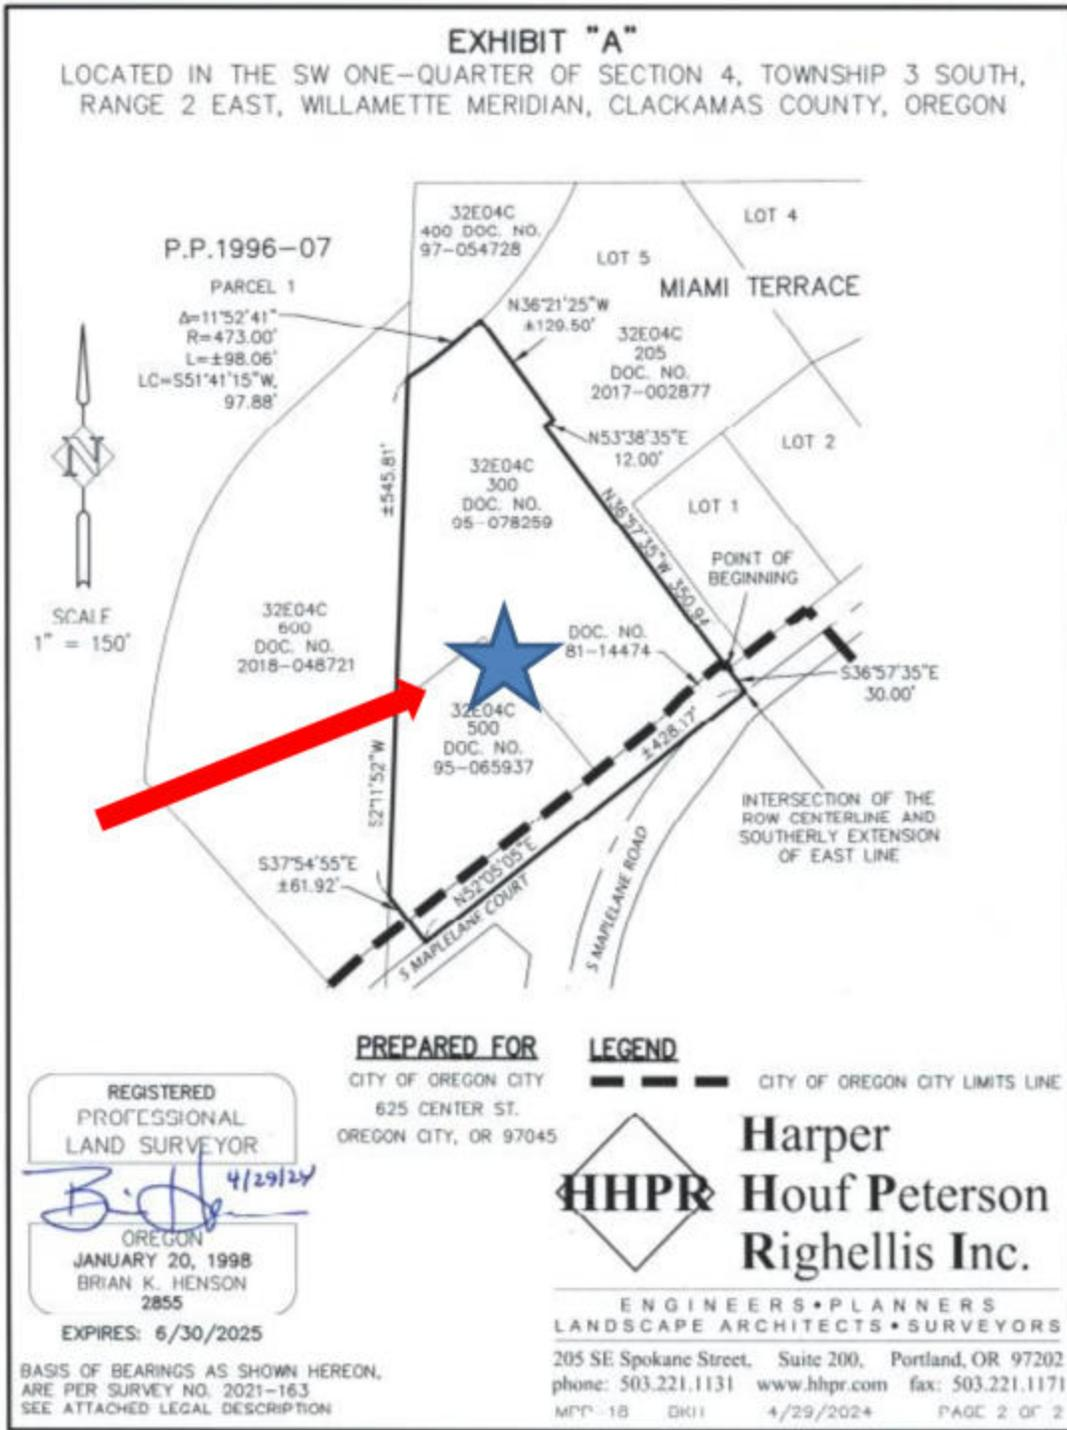 EXHIBIT "A"
LOCATED IN THE SW ONE-QUARTER OF SECTION 4, TOWNSHIP 3 SOUTH,
RANGE 2 EAST, WILLAMETTE MERIDIAN, CLACKAMAS COUNTY, OREGON
32E04C
400 DOC. NO.
97-054728
LOT 4
P.P.1996-07
LOT 5
PARCEL 1
MIAMI TERRACE
Δ=11°52'41"
R=473.00'
L=±98.06'
LC=S51°41'15"W,
97.88'
N36°21'25"W
±129.50'
32E04C
205
DOC. NO.
2017-002877
N
N53°38'35"E
12.00'
LOT 2
±545.81'
32E04C
300
DOC. NO.
95-078259
N36°57'35"W 350.94'
LOT 1
POINT OF
BEGINNING
SCALE
1" = 150'
32E04C
600
DOC. NO.
2018-048721
DOC. NO.
81-14474
S36°57'35"E
30.00'
32E04C
500
DOC. NO.
95-065937
S2°11'52"W
±428.17'
INTERSECTION OF THE
ROW CENTERLINE AND
SOUTHERLY EXTENSION
OF EAST LINE
S37°54'55"E
±61.92'
N52°05'05"E
S MAPLELANE COURT
S MAPLELANE ROAD
PREPARED FOR
CITY OF OREGON CITY
625 CENTER ST.
OREGON CITY, OR 97045
LEGEND
CITY OF OREGON CITY LIMITS LINE
REGISTERED
PROFESSIONAL
LAND SURVEYOR
4/29/24
OREGON
JANUARY 20, 1998
BRIAN K. HENSON
2855
EXPIRES: 6/30/2025
BASIS OF BEARINGS AS SHOWN HEREON,
ARE PER SURVEY NO. 2021-163
SEE ATTACHED LEGAL DESCRIPTION
HHPR
Harper
Houf Peterson
Righellis Inc.
ENGINEERS•PLANNERS
LANDSCAPE ARCHITECTS•SURVEYORS
205 SE Spokane Street, Suite 200, Portland, OR 97202
phone: 503.221.1131 www.hhpr.com fax: 503.221.1171
4/29/2024 PAGE 2 OF 2